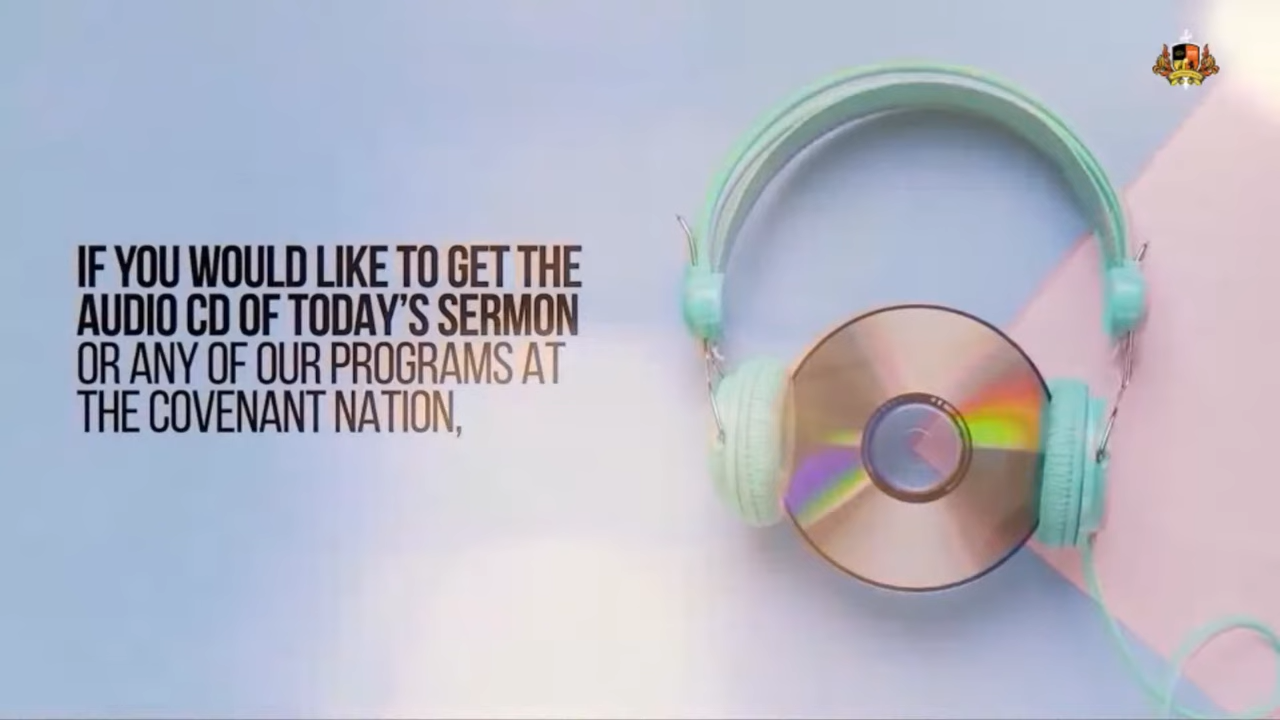 IF YOU WOULD LIKE TO GET THE
AUDIO CD OF TODAY’S SERMON
OR ANY OF OUR PROGRAMS AT
THE COVENANT NATION,